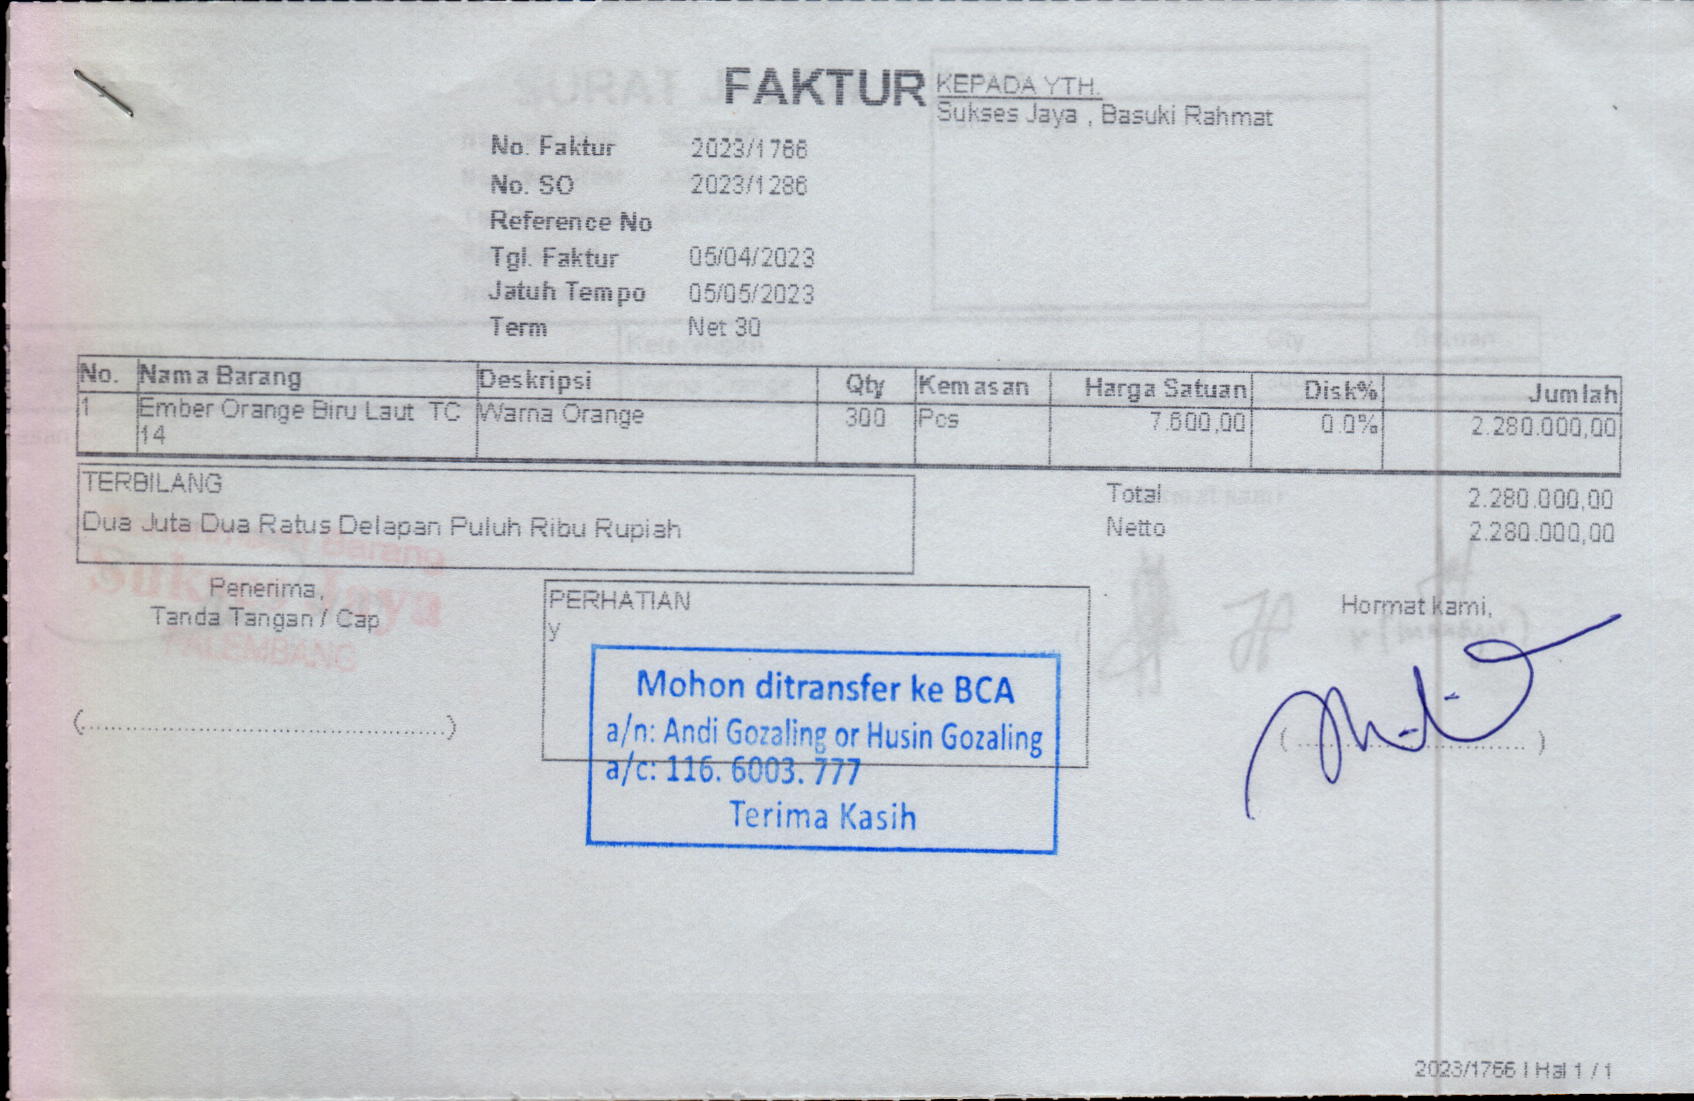 FAKTUR
KEPADA YTH.
Sukses Jaya , Basuki Rahmat
No. Faktur 2023/1766
No. SO 2023/1286
Reference No
Tgl. Faktur 05/04/2023
Jatuh Tempo 05/05/2023
Term Net 30
No. Nama Barang Deskripsi Qty Kemasan Harga Satuan Disk% Jumlah
1 Ember Orange Biru Laut TC Warna Orange 300 Pcs 7.600,00 0.0% 2.280.000,00
14
TERBILANG
Dua Juta Dua Ratus Delapan Puluh Ribu Rupiah
Total 2.280.000,00
Netto 2.280.000,00
Penerima,
Tanda Tangan / Cap
(............................................)
Barang
Sukses Jaya
PALEMBANG
PERHATIAN
y
Mohon ditransfer ke BCA
a/n: Andi Gozaling or Husin Gozaling
a/c: 116. 6003. 777
Terima Kasih
Hormat kami,
(............................)
2023/1766 | Hal 1 / 1